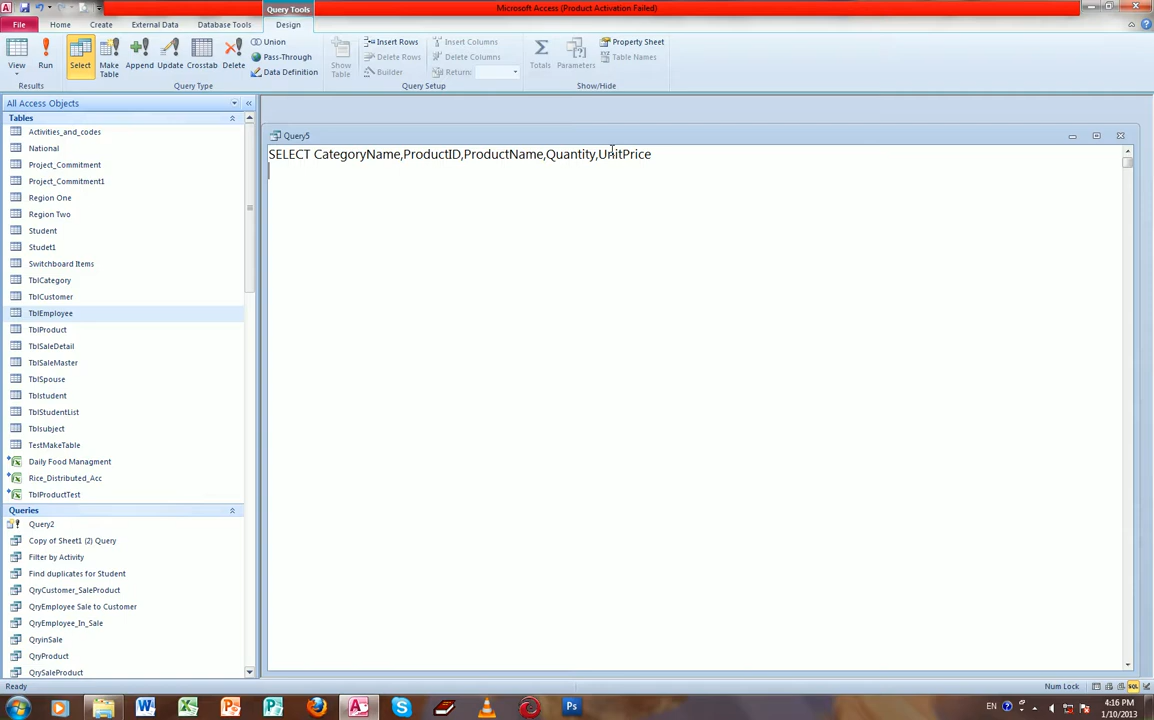 Query Tools
Microsoft Access (Product Activation Failed)
File Home Create External Data Database Tools Design
View Run Select Make Table Append Update Crosstab Delete
Union
Pass-Through
Data Definition
Show Table
Insert Rows
Delete Rows
Builder
Insert Columns
Delete Columns
Return:
Totals Parameters
Property Sheet
Table Names
Results Query Type Query Setup Show/Hide
All Access Objects
Tables
Activities_and_codes
National
Project_Commitment
Project_Commitment1
Region One
Region Two
Student
Studet1
Switchboard Items
TblCategory
TblCustomer
TblEmployee
TblProduct
TblSaleDetail
TblSaleMaster
TblSpouse
Tblstudent
TblStudentList
Tblsubject
TestMakeTable
Daily Food Managment
Rice_Distributed_Acc
TblProductTest
Queries
Query2
Copy of Sheet1 (2) Query
Filter by Activity
Find duplicates for Student
QryCustomer_SaleProduct
QryEmployee Sale to Customer
QryEmployee_In_Sale
QryinSale
QryProduct
QrySaleProduct
Query5
SELECT CategoryName,ProductID,ProductName,Quantity,UnitPrice
Ready
Num Lock
SQL
EN
4:16 PM
1/10/2013